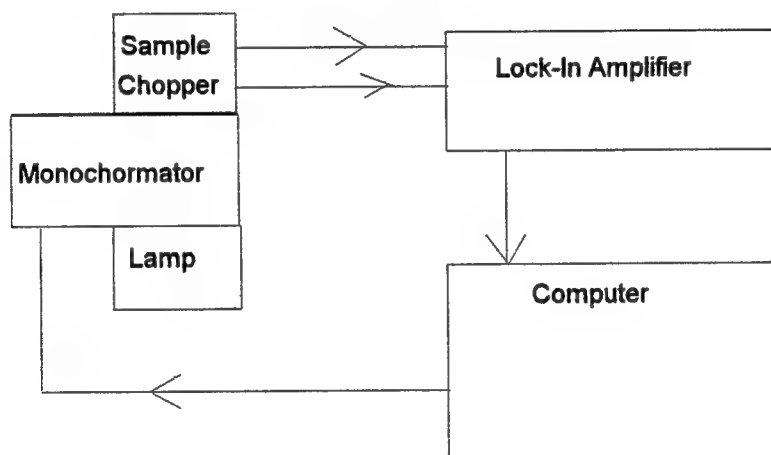 Sample
Chopper
Lock-In Amplifier
Monochormator
Lamp
Computer